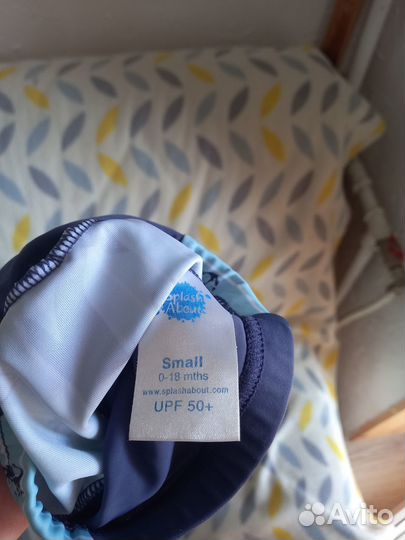 Splash
About
Small
0-18 mths
www.splashabout.com
UPF 50+
Avito